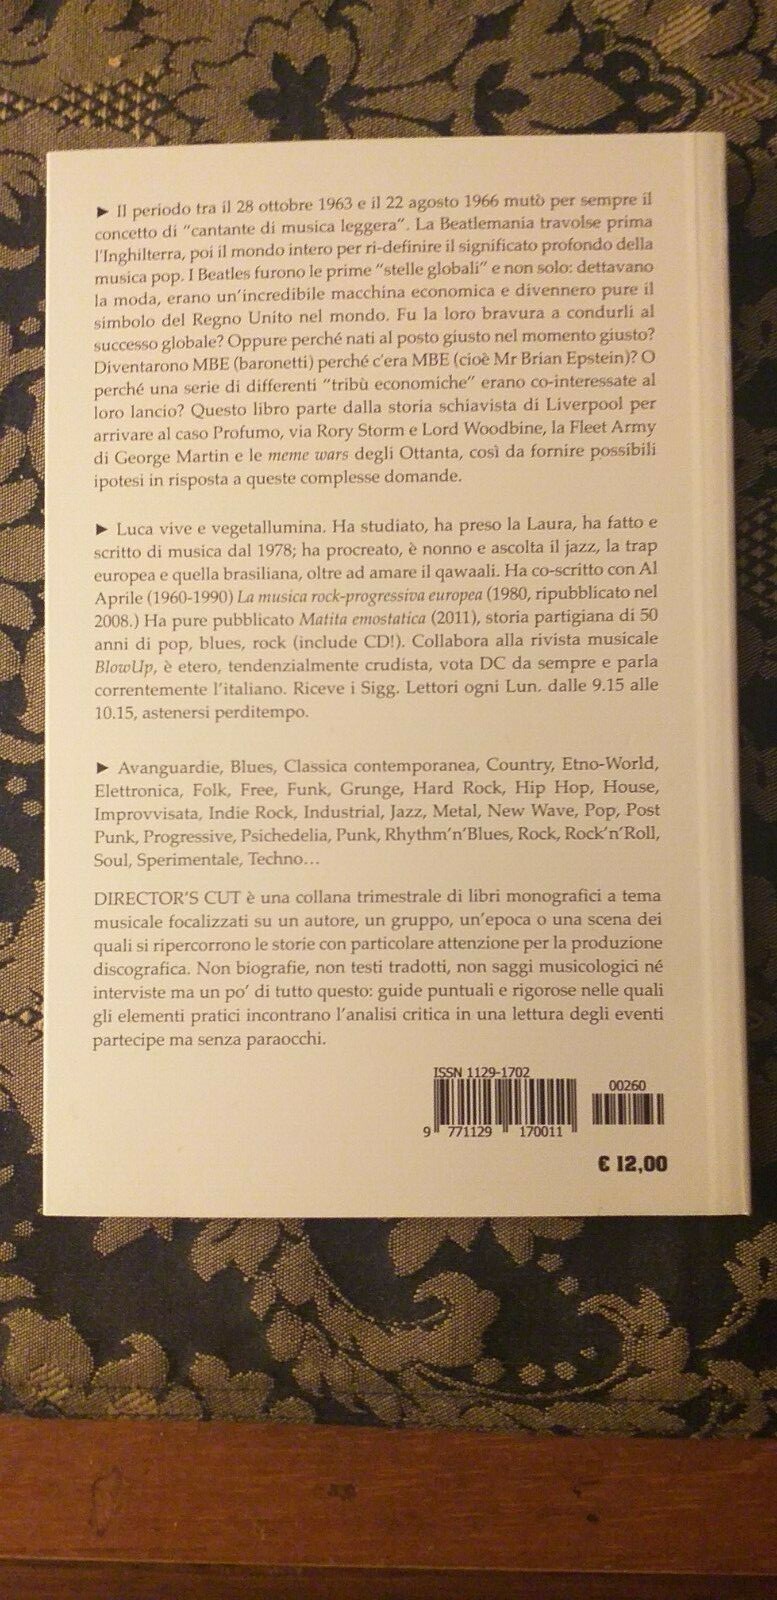 ► Il periodo tra il 28 ottobre 1963 e il 22 agosto 1966 mutò per sempre il
concetto di "cantante di musica leggera". La Beatlemania travolse prima
l'Inghilterra, poi il mondo intero per ri-definire il significato profondo della
musica pop. I Beatles furono le prime "stelle globali" e non solo: dettavano
la moda, erano un'incredibile macchina economica e divennero pure il
simbolo del Regno Unito nel mondo. Fu la loro bravura a condurli al
successo globale? Oppure perché nati al posto giusto nel momento giusto?
Diventarono MBE (baronetti) perché c'era MBE (cioè Mr Brian Epstein)? O
perché una serie di differenti "tribù economiche" erano co-interessate al
loro lancio? Questo libro parte dalla storia schiavista di Liverpool per
arrivare al caso Profumo, via Rory Storm e Lord Woodbine, la Fleet Army
di George Martin e le meme wars degli Ottanta, così da fornire possibili
ipotesi in risposta a queste complesse domande.
► Luca vive e vegetallumina. Ha studiato, ha preso la Laura, ha fatto e
scritto di musica dal 1978; ha procreato, è nonno e ascolta il jazz, la trap
europea e quella brasiliana, oltre ad amare il qawaali. Ha co-scritto con Al
Aprile (1960-1990) La musica rock-progressiva europea (1980, ripubblicato nel
2008.) Ha pure pubblicato Matita emostatica (2011), storia partigiana di 50
anni di pop, blues, rock (include CD!). Collabora alla rivista musicale
BlowUp, è etero, tendenzialmente crudista, vota DC da sempre e parla
correntemente l'italiano. Riceve i Sigg. Lettori ogni Lun. dalle 9.15 alle
10.15, astenersi perditempo.
► Avanguardie, Blues, Classica contemporanea, Country, Etno-World,
Elettronica, Folk, Free, Funk, Grunge, Hard Rock, Hip Hop, House,
Improvvisata, Indie Rock, Industrial, Jazz, Metal, New Wave, Pop, Post
Punk, Progressive, Psichedelia, Punk, Rhythm'n'Blues, Rock, Rock'n'Roll,
Soul, Sperimentale, Techno…
DIRECTOR'S CUT è una collana trimestrale di libri monografici a tema
musicale focalizzati su un autore, un gruppo, un'epoca o una scena dei
quali si ripercorrono le storie con particolare attenzione per la produzione
discografica. Non biografie, non testi tradotti, non saggi musicologici né
interviste ma un po' di tutto questo: guide puntuali e rigorose nelle quali
gli elementi pratici incontrano l'analisi critica in una lettura degli eventi
partecipe ma senza paraocchi.
ISSN 1129-1702
00260
9 771129 170011
€ 12,00